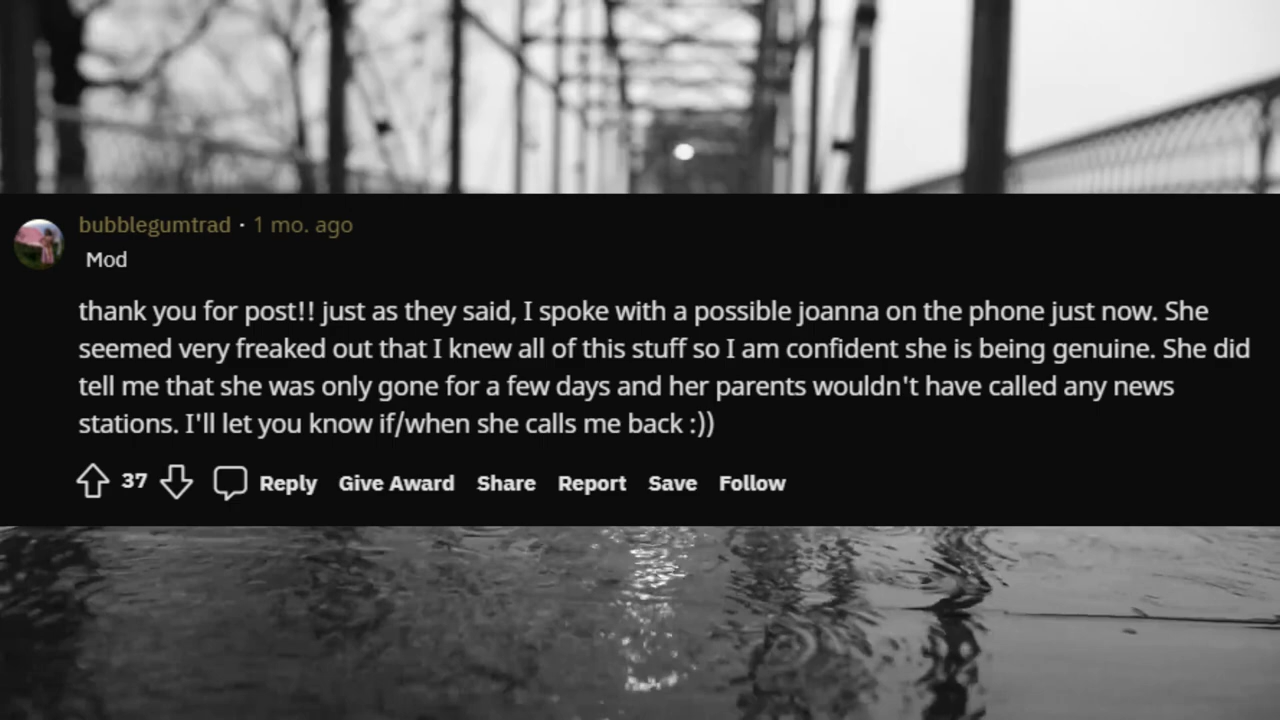 bubblegumtrad · 1 mo. ago
Mod
thank you for post!! just as they said, I spoke with a possible joanna on the phone just now. She
seemed very freaked out that I knew all of this stuff so I am confident she is being genuine. She did
tell me that she was only gone for a few days and her parents wouldn't have called any news
stations. I'll let you know if/when she calls me back :))
37 Reply Give Award Share Report Save Follow